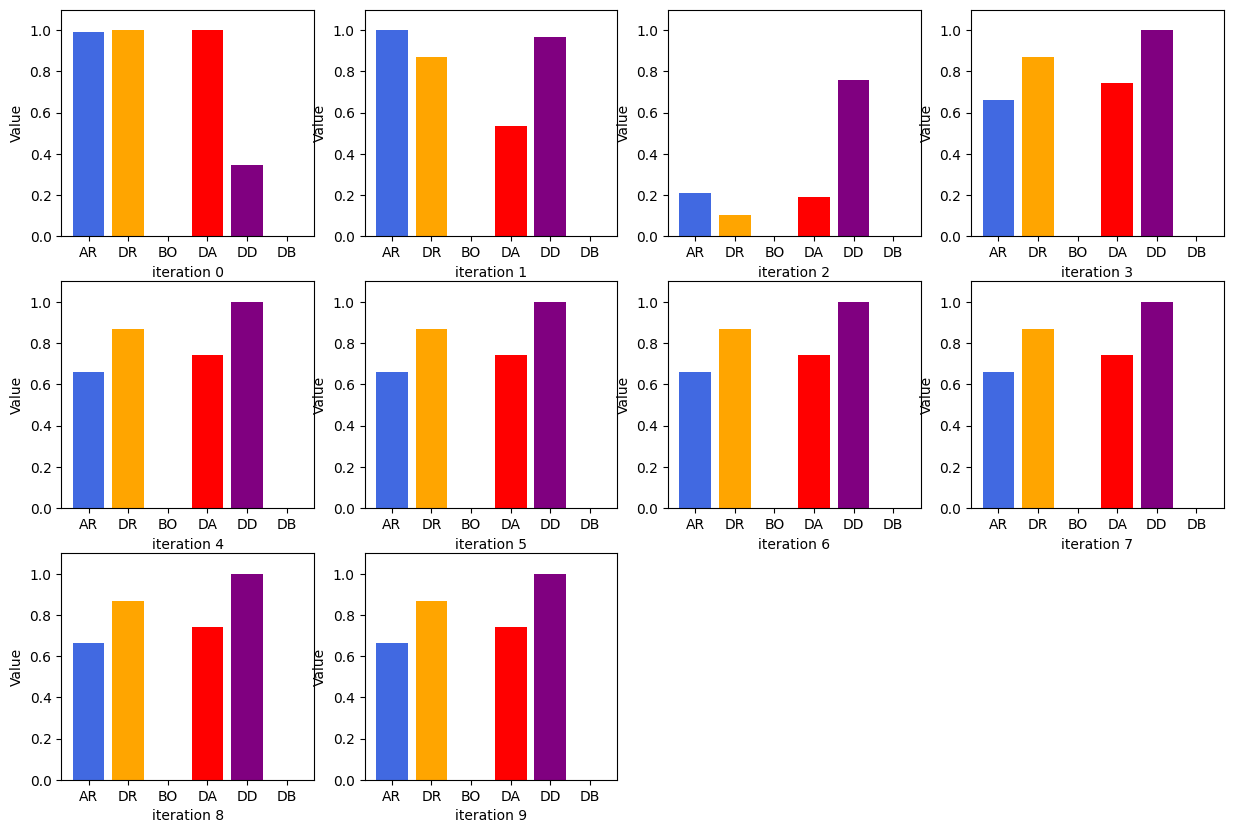 1.0
0.8
0.6
0.4
0.2
0.0
Value
AR DR BO DA DD DB
iteration 0
1.0
0.8
0.6
0.4
0.2
0.0
Value
AR DR BO DA DD DB
iteration 1
1.0
0.8
0.6
0.4
0.2
0.0
Value
AR DR BO DA DD DB
iteration 2
1.0
0.8
0.6
0.4
0.2
0.0
Value
AR DR BO DA DD DB
iteration 3
1.0
0.8
0.6
0.4
0.2
0.0
Value
AR DR BO DA DD DB
iteration 4
1.0
0.8
0.6
0.4
0.2
0.0
Value
AR DR BO DA DD DB
iteration 5
1.0
0.8
0.6
0.4
0.2
0.0
Value
AR DR BO DA DD DB
iteration 6
1.0
0.8
0.6
0.4
0.2
0.0
Value
AR DR BO DA DD DB
iteration 7
1.0
0.8
0.6
0.4
0.2
0.0
Value
AR DR BO DA DD DB
iteration 8
1.0
0.8
0.6
0.4
0.2
0.0
Value
AR DR BO DA DD DB
iteration 9